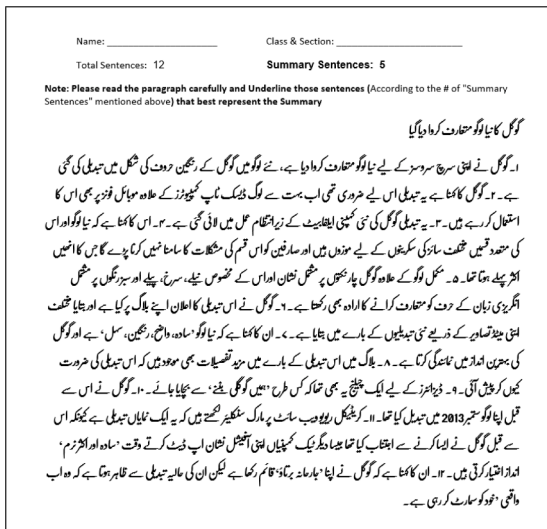 Name: ____________________ Class & Section: ____________________
Total Sentences: 12 Summary Sentences: 5
Note: Please read the paragraph carefully and Underline those sentences (According to the # of "Summary
Sentences" mentioned above) that best represent the Summary
گوگل کا نیا لوگو متعارف کروا دیا گیا
۱۔ گوگل نے اپنی سرچ سروسز کے لیے نیا لوگو متعارف کروا دیا ہے، نئے لوگو میں گوگل کے رنگین حروف کی شکل میں تبدیلی کی گئی
ہے۔ ۲۔ گوگل کا کہنا ہے یہ تبدیلی اس لیے ضروری تھی اب بہت سے لوگ ڈیسک ٹاپ کمپیوٹرز کے علاوہ موبائل فونز پر بھی اس کا
استعمال کر رہے ہیں۔ ۳۔ یہ تبدیلی گوگل کی نئی کمپنی ایلفابیٹ کے زیر انتظام عمل میں لائی گئی ہے۔ ۴۔ اس کا کہنا ہے کہ نیا لوگو اور اس
کی متعدد قسمیں مختلف سائز کی سکرینوں کے لیے موزوں ہیں اور صارفین کو اس قسم کی مشکلات کا سامنا نہیں کرنا پڑے گا جس کا انھیں
اکثر پہلے ہوتا تھا۔ ۵۔ مکمل لوگو کے علاوہ گوگل چار نکتوں پر مشتمل نشان اور اس کے مخصوص نیلے، سرخ، پیلے اور سبز رنگوں پر مشتمل
انگریزی زبان کے حرف کو متعارف کرانے کا ارادہ بھی رکھتا ہے۔ ۶۔ گوگل نے اس تبدیلی کا اعلان اپنے بلاگ پر کیا ہے اور بتایا مختلف
اینی میٹڈ تصاویر کے ذریعے نئی تبدیلیوں کے بارے میں بتایا ہے۔ ۷۔ ان کا کہنا ہے کہ نیا لوگو 'سادہ، واضح، رنگین، سہل' ہے اور گوگل
کی بہترین انداز میں نمائندگی کرتا ہے۔ ۸۔ بلاگ میں اس تبدیلی کے بارے میں مزید تفصیلات بھی موجود ہیں کہ اس تبدیلی کی ضرورت
کیوں کر پیش آئی۔ ۹۔ ڈیزائنرز کے لیے ایک چیلنج یہ بھی تھا کہ کس طرح 'ہمیں گوگلی بننے' سے بچایا جائے۔ ۱۰۔ گوگل نے اس سے
قبل اپنا لوگو ستمبر 2013 میں تبدیل کیا تھا۔ ۱۱۔ کریٹیکل ریویو ویب سائٹ پر مارک سنکلیئر لکھتے ہیں کہ یہ ایک نمایاں تبدیلی ہے کیونکہ اس
سے قبل گوگل نے ایسا کرنے سے اجتناب کیا تھا جیسا دیگر ٹیک کمپنیاں اپنی آفیشل نشان اپ ڈیٹ کرتے وقت 'سادہ اور اکثر نرم'
انداز اختیار کرتی ہیں۔ ۱۲۔ ان کا کہنا ہے کہ گوگل نے اپنا 'جارحانہ برتاؤ' قائم رکھا ہے لیکن ان کی حالیہ تبدیلی سے ظاہر ہوتا ہے کہ وہ اب
واقعی 'خود کو سمارٹ کر رہی ہے۔